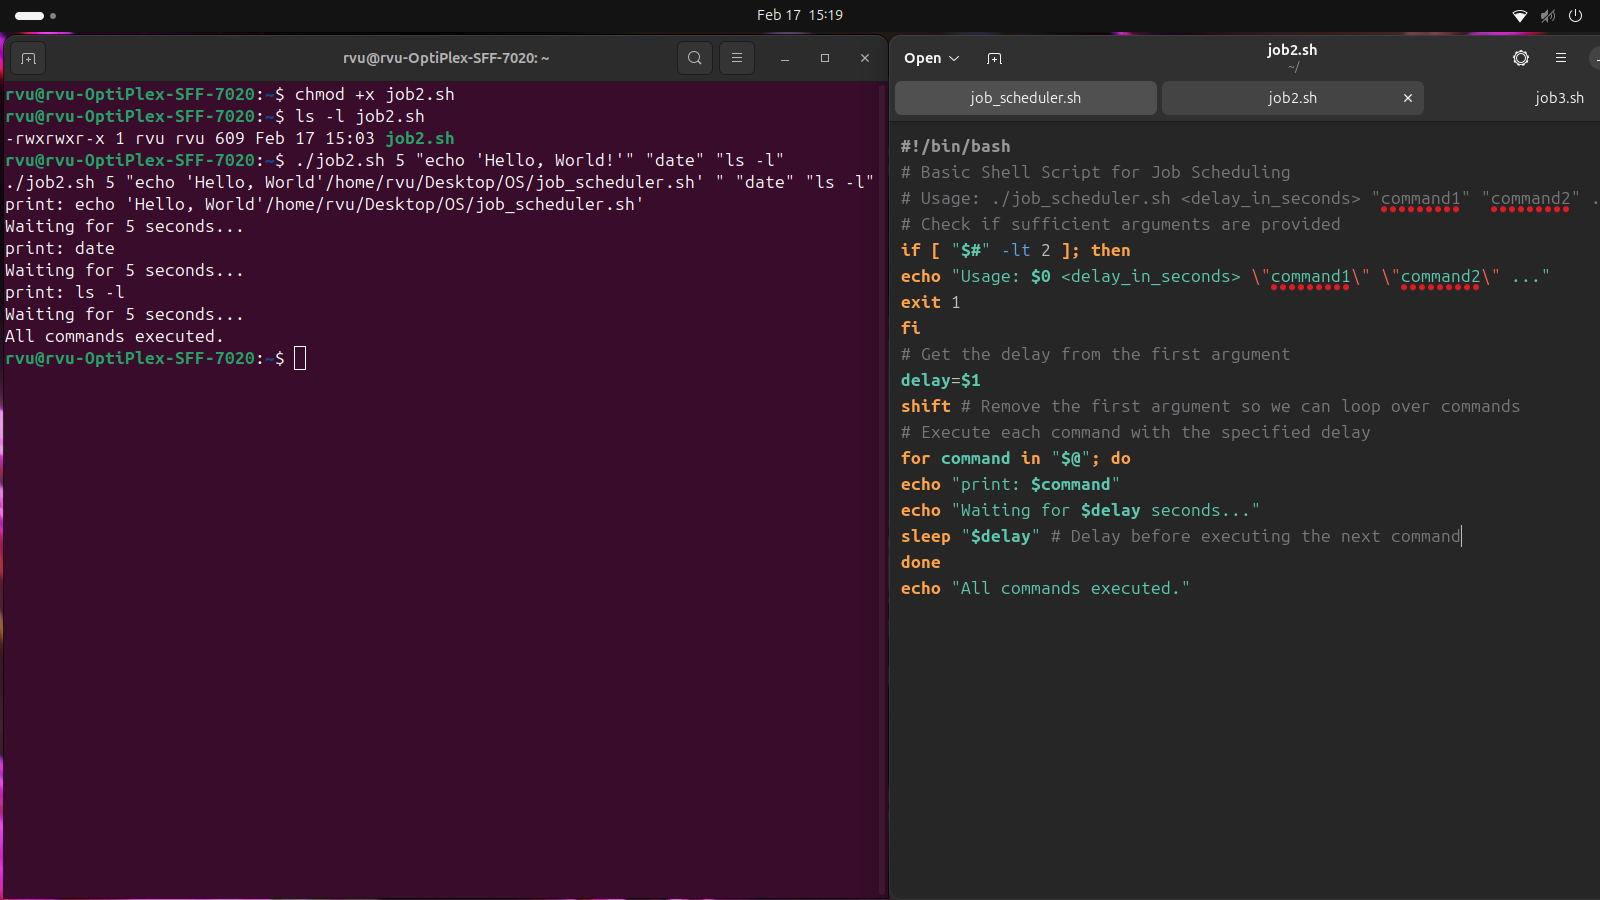 Feb 17 15:19
rvu@rvu-OptiPlex-SFF-7020: ~
rvu@rvu-OptiPlex-SFF-7020:~$ chmod +x job2.sh
rvu@rvu-OptiPlex-SFF-7020:~$ ls -l job2.sh
-rwxrwxr-x 1 rvu rvu 609 Feb 17 15:03 job2.sh
rvu@rvu-OptiPlex-SFF-7020:~$ ./job2.sh 5 "echo 'Hello, World!'" "date" "ls -l"
./job2.sh 5 "echo 'Hello, World'/home/rvu/Desktop/OS/job_scheduler.sh' " "date" "ls -l"
print: echo 'Hello, World'/home/rvu/Desktop/OS/job_scheduler.sh'
Waiting for 5 seconds...
print: date
Waiting for 5 seconds...
print: ls -l
Waiting for 5 seconds...
All commands executed.
rvu@rvu-OptiPlex-SFF-7020:~$
Open
job2.sh
~/
job_scheduler.sh
job2.sh
job3.sh
#!/bin/bash
# Basic Shell Script for Job Scheduling
# Usage: ./job_scheduler.sh <delay_in_seconds> "command1" "command2" .
# Check if sufficient arguments are provided
if [ "$#" -lt 2 ]; then
echo "Usage: $0 <delay_in_seconds> \"command1\" \"command2\" ..."
exit 1
fi
# Get the delay from the first argument
delay=$1
shift # Remove the first argument so we can loop over commands
# Execute each command with the specified delay
for command in "$@"; do
echo "print: $command"
echo "Waiting for $delay seconds..."
sleep "$delay" # Delay before executing the next command
done
echo "All commands executed."